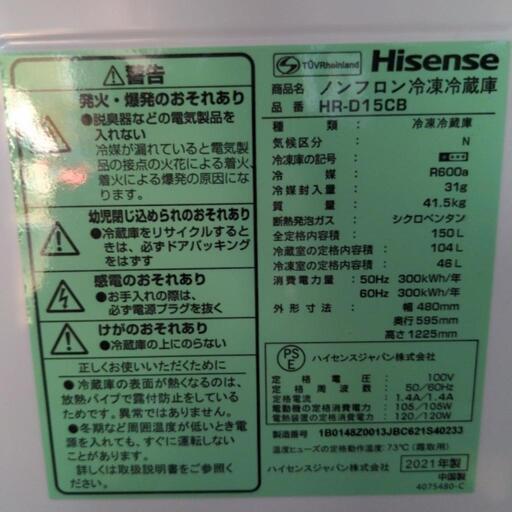 警告
発火・爆発のおそれあり
●脱臭器などの電気製品を
入れない
冷媒が漏れていると電気製
品の接点の火花による着火、
着火による爆発の原因にな
ります。
幼児閉じ込められのおそれあり
●冷蔵庫をリサイクルすると
きは、必ずドアパッキング
をはずす
感電のおそれあり
●お手入れの際は、
必ず電源プラグを抜く
けがのおそれあり
●冷蔵庫の上にのらない
正しくお使いいただくために
●冷蔵庫の表面が熱くなるのは、
放熱パイプで露付防止をしてい
るためです。異常ではありません。
●冬期など周囲温度が低いとき
電源を入れても、すぐに運転しない
ことがあります。
詳しくは取扱説明書をご覧ください。
TÜVRheinland
Hisense
商品名 ノンフロン冷凍冷蔵庫
品番 HR-D15CB
種類 冷凍冷蔵庫
気候区分 N
冷凍庫の記号
冷媒 R600a
冷媒封入量 31g
質量 41.5kg
断熱発泡ガス シクロペンタン
全定格内容積 150L
冷蔵室の定格内容積 104L
冷凍室の定格内容積 46L
消費電力量 50Hz 300kWh/年
60Hz 300kWh/年
外形寸法 幅 480mm
奥行 595mm
高さ 1225mm
PSE
ハイセンスジャパン株式会社
定格電圧 100V
定格周波数 50/60Hz
定格電流 1.4A/1.4A
電動機の定格消費電力 105/105W
電熱装置の定格消費電力 120/120W
製造番号 1B0148Z0013JBC621S40233
温度ヒューズの定格動作温度: 73℃(霜取用)
ハイセンスジャパン株式会社
2021年製
中国製
4075480-C